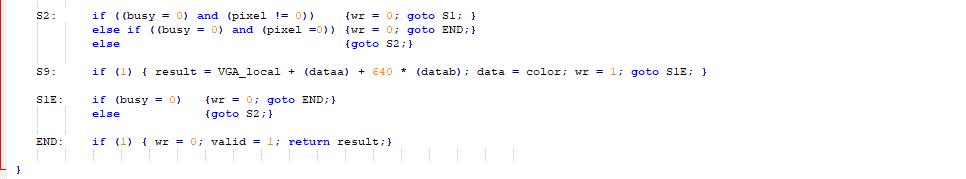 S2: if ((busy = 0) and (pixel != 0)) {wr = 0; goto S1; }
else if ((busy = 0) and (pixel =0)) {wr = 0; goto END;}
else {goto S2;}
S9: if (1) { result = VGA_local + (dataa) + 640 * (datab); data = color; wr = 1; goto S1E; }
S1E: if (busy = 0) {wr = 0; goto END;}
else {goto S2;}
END: if (1) { wr = 0; valid = 1; return result;}
}